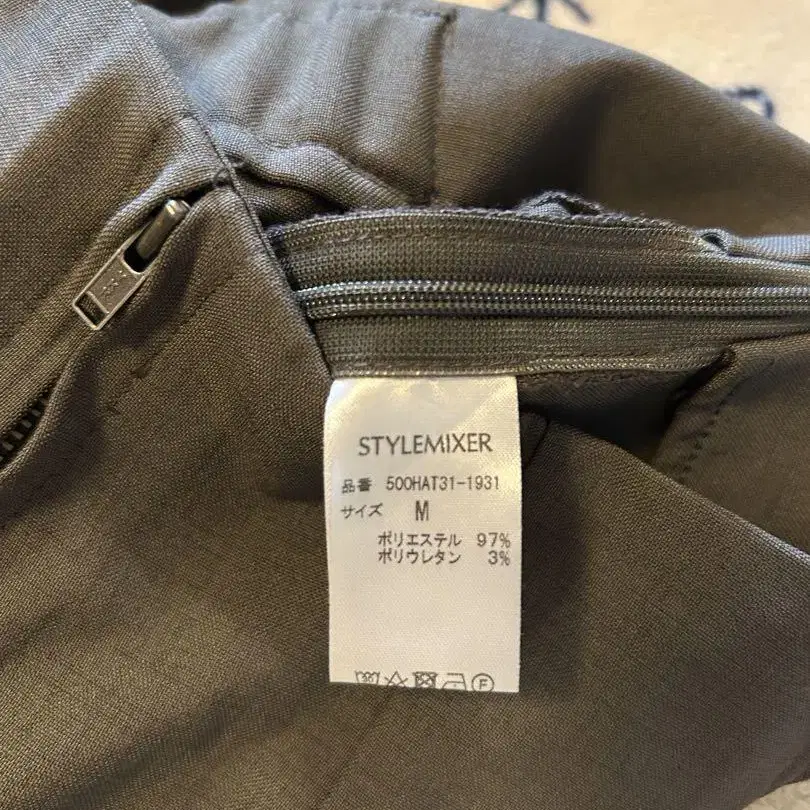 STYLEMIXER
品番 500HAT31-1931
サイズ M
ポリエステル 97%
ポリウレタン 3%
F